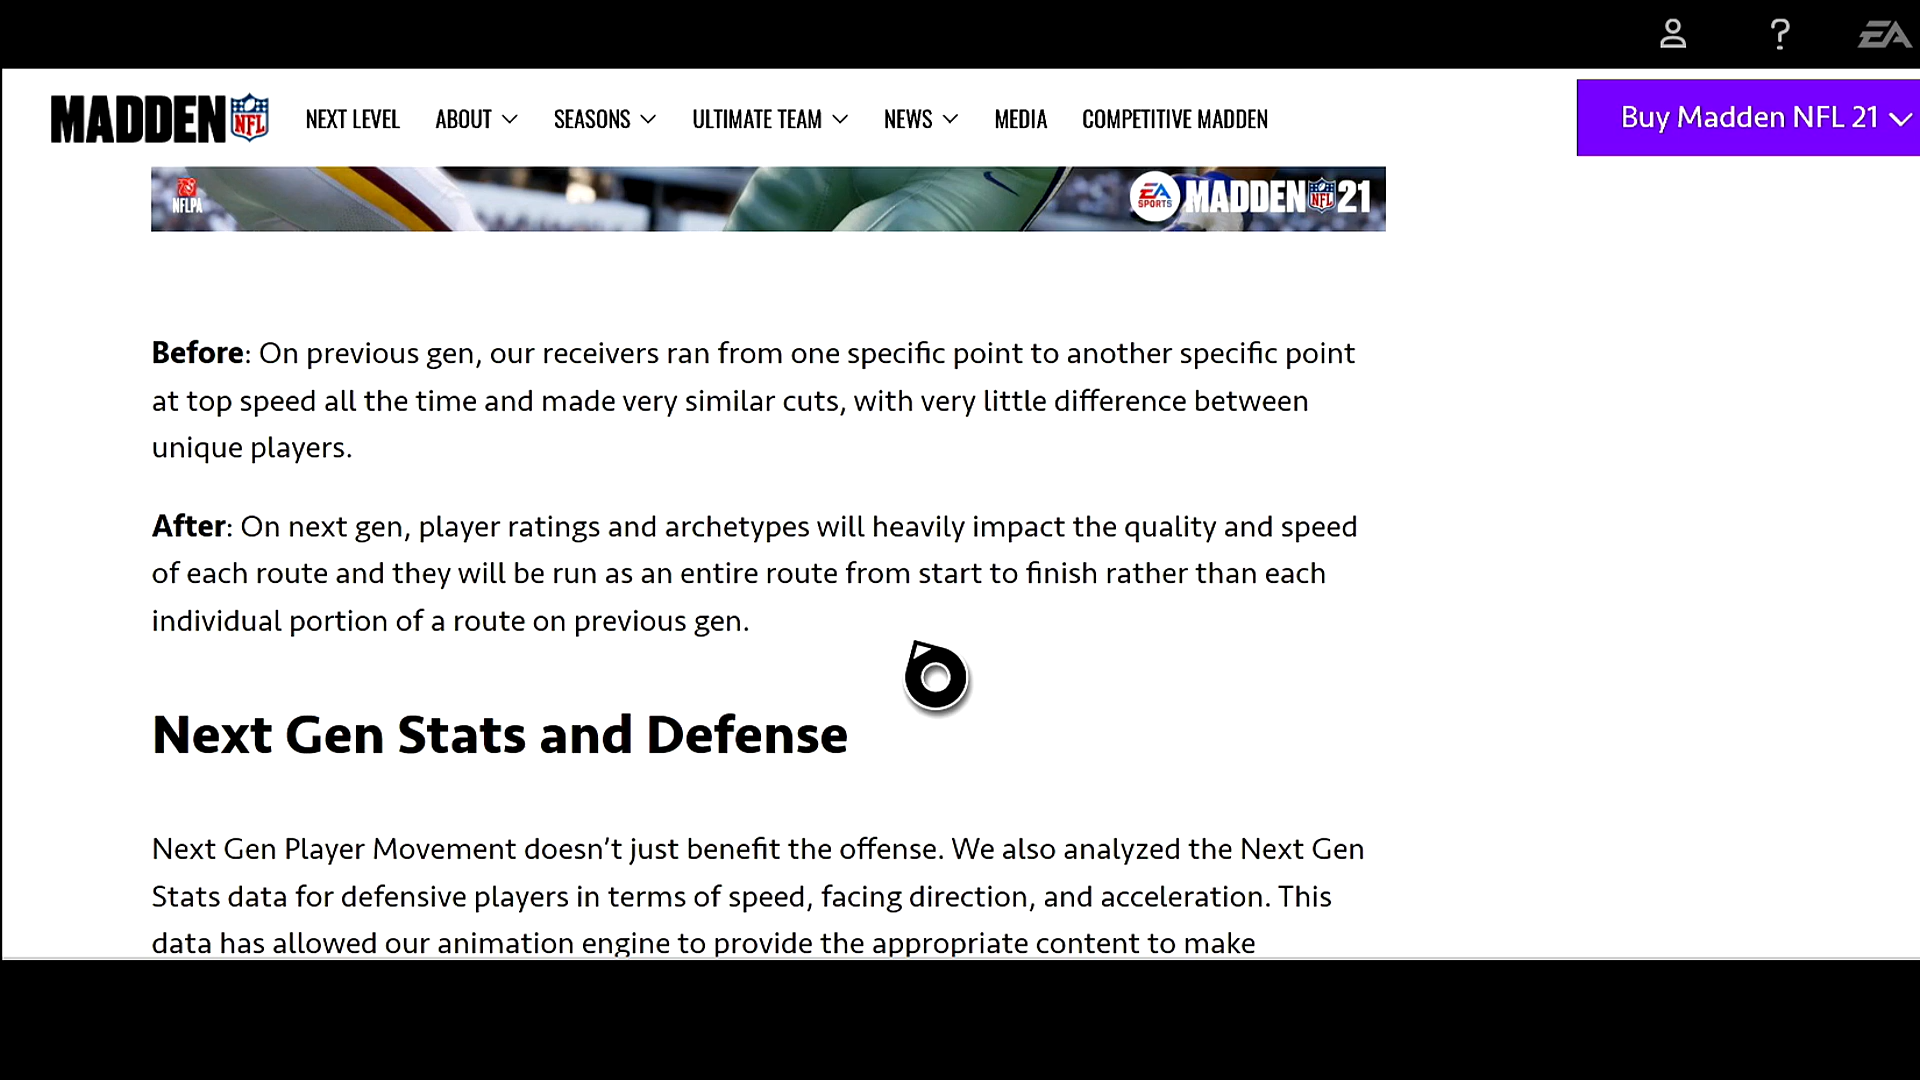 EA
MADDEN NFL NEXT LEVEL ABOUT SEASONS ULTIMATE TEAM NEWS MEDIA COMPETITIVE MADDEN Buy Madden NFL 21
NFLPA EA SPORTS MADDEN NFL 21
Before: On previous gen, our receivers ran from one specific point to another specific point
at top speed all the time and made very similar cuts, with very little difference between
unique players.
After: On next gen, player ratings and archetypes will heavily impact the quality and speed
of each route and they will be run as an entire route from start to finish rather than each
individual portion of a route on previous gen.
Next Gen Stats and Defense
Next Gen Player Movement doesn’t just benefit the offense. We also analyzed the Next Gen
Stats data for defensive players in terms of speed, facing direction, and acceleration. This
data has allowed our animation engine to provide the appropriate content to make